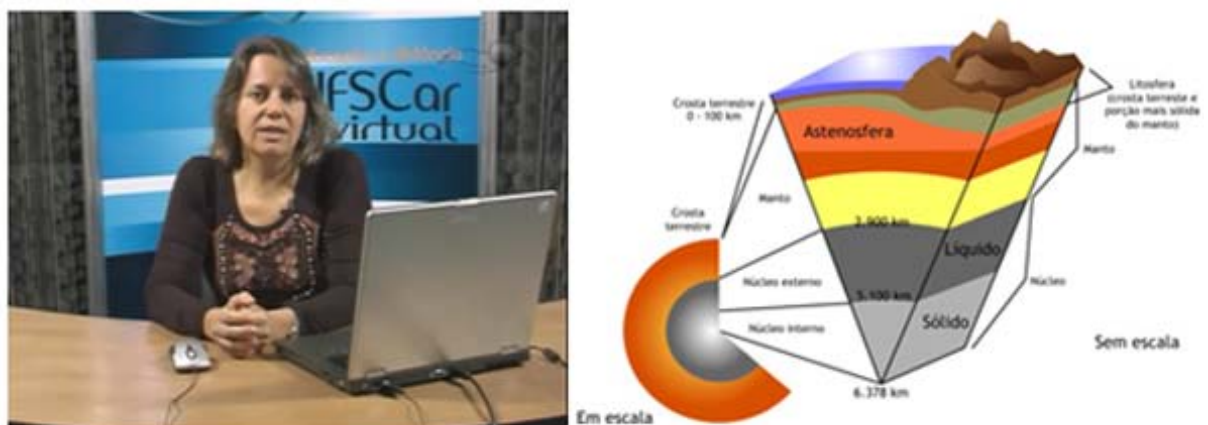 UFSCar
virtual
Crosta terrestre
0 - 100 km
Astenosfera
Litosfera
(crosta terreste e
porção mais sólida
do manto)
Manto
Manto
Crosta
terrestre
2.900 km
Líquido
Núcleo externo
Núcleo
5.100 km
Núcleo interno
Sólido
Sem escala
6.378 km
Em escala